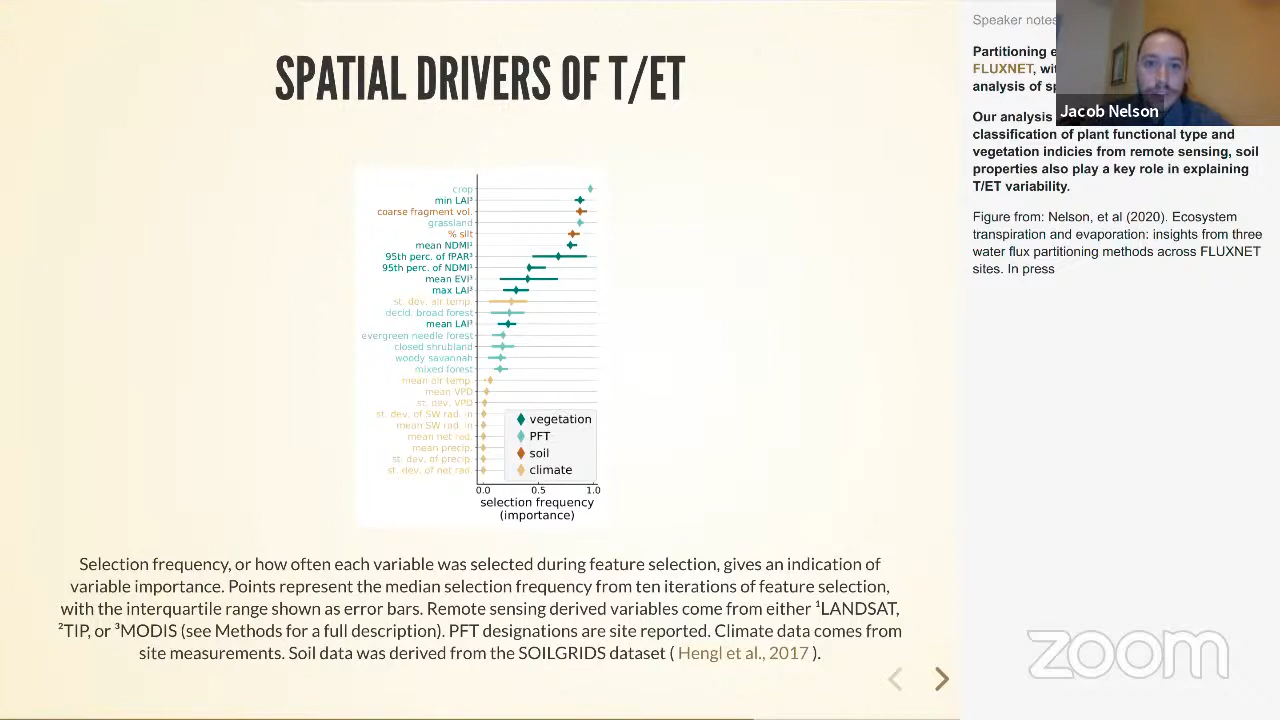 SPATIAL DRIVERS OF T/ET
crop
min LAI³
coarse fragment vol.
grassland
% silt
mean NDMI¹
95th perc. of fPAR³
95th perc. of NDMI¹
mean EVI³
max LAI³
st. dev. air temp.
decid. broad forest
mean LAI³
evergreen needle forest
closed shrubland
woody savannah
mixed forest
mean air temp.
mean VPD
st. dev. VPD
st. dev. of SW rad. in
mean SW rad. in
mean net rad.
mean precip.
st. dev. of precip.
st. dev. of net rad.
vegetation
PFT
soil
climate
0.0 0.5 1.0
selection frequency
(importance)
Selection frequency, or how often each variable was selected during feature selection, gives an indication of
variable importance. Points represent the median selection frequency from ten iterations of feature selection,
with the interquartile range shown as error bars. Remote sensing derived variables come from either ¹LANDSAT,
²TIP, or ³MODIS (see Methods for a full description). PFT designations are site reported. Climate data comes from
site measurements. Soil data was derived from the SOILGRIDS dataset ( Hengl et al., 2017 ).
Speaker notes
Partitioning
FLUXNET,
analysis of
Jacob Nelson
Our analysis
classification of plant functional type and
vegetation indicies from remote sensing, soil
properties also play a key role in explaining
T/ET variability.
Figure from: Nelson, et al (2020). Ecosystem
transpiration and evaporation: insights from three
water flux partitioning methods across FLUXNET
sites. In press
zoom